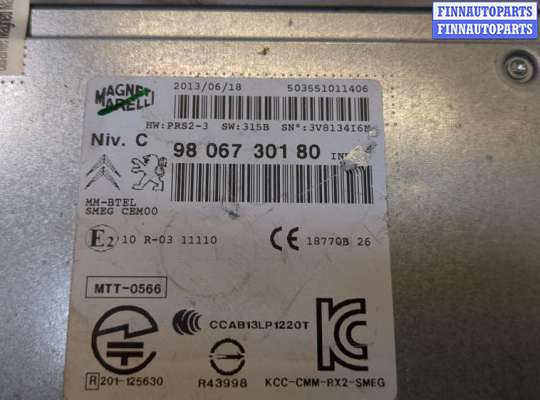 FINNAUTOPARTS
FINNAUTOPARTS
MAGNETI
MARELLI
2013/06/18 503551011406
HW:PRS2-3 SW:315B SN°:3V8134I6M
Niv. C 98 067 301 80
MM-BTEL
SMEG CEM00
E2 10 R-03 11110 CE 18770B 26
MTT-0566
CCAB13LP1220T
R 201-125630 R43998 KCC-CMM-RX2-SMEG